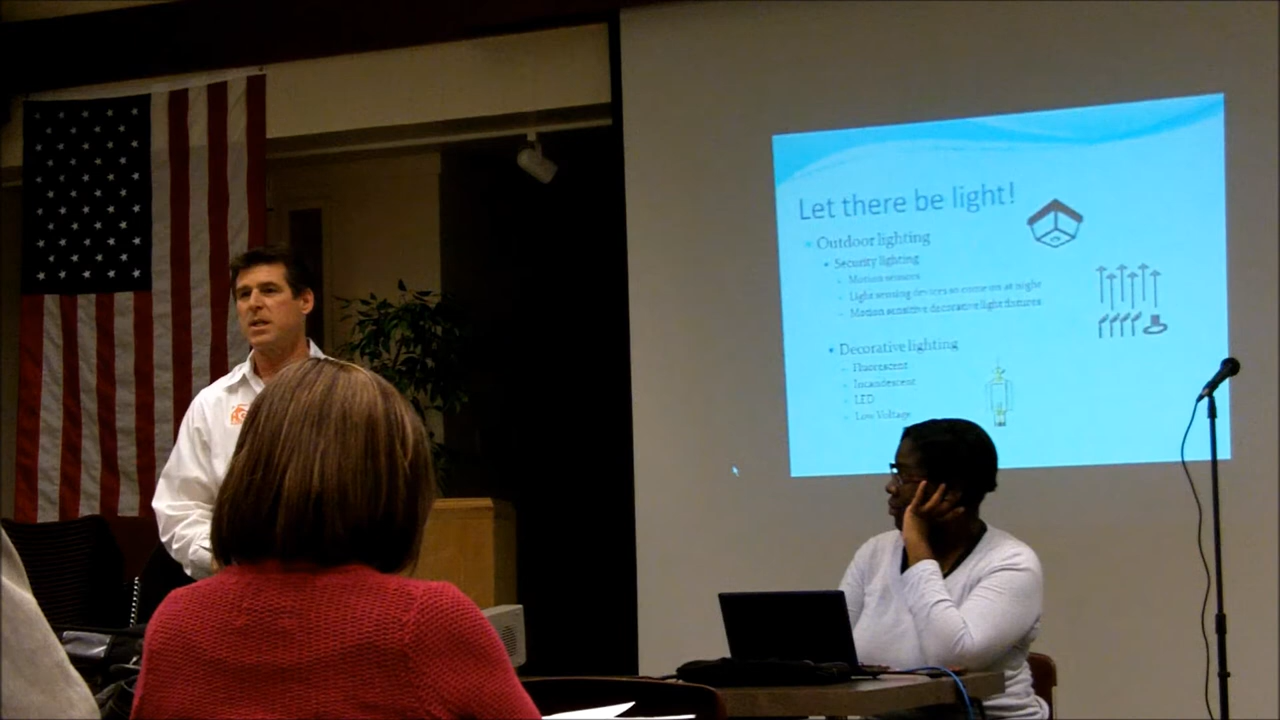 Let there be light!
Outdoor lighting
Security lighting
Motion sensors
Light sensing devices so come on at night
Motion sensitive decorative light fixtures
Decorative lighting
Fluorescent
Incandescent
LED
Low Voltage